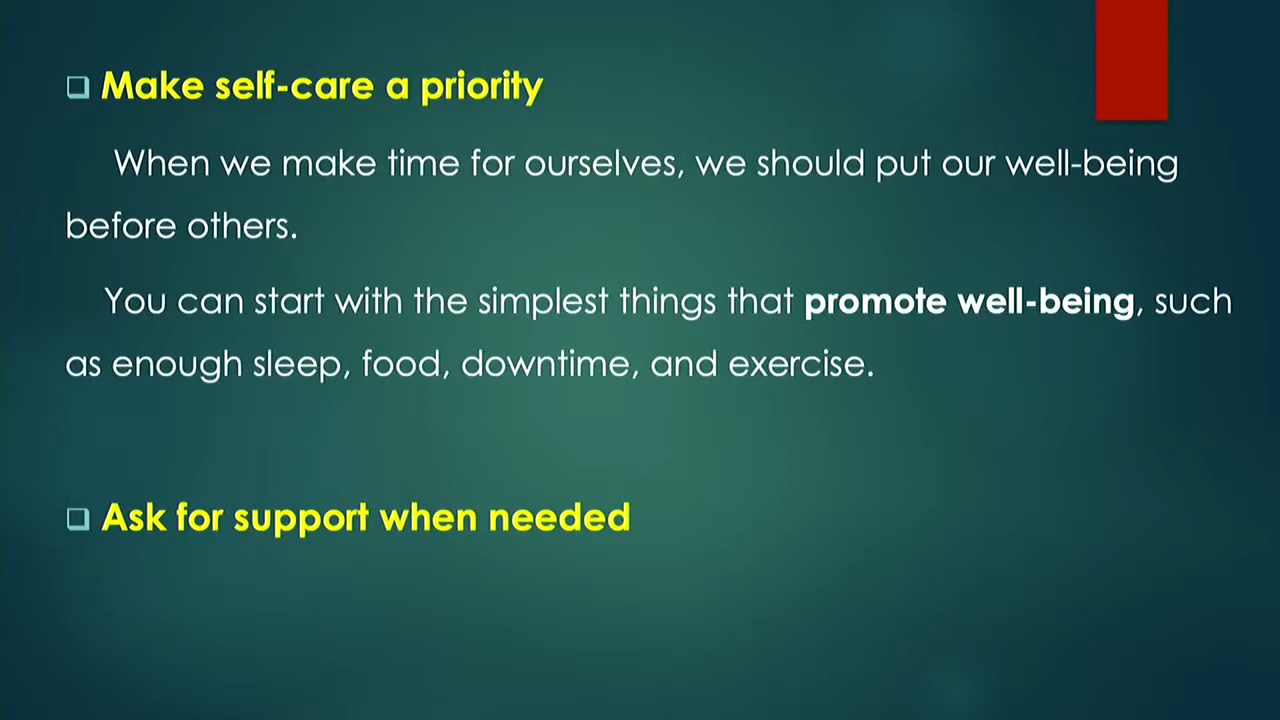 Make self-care a priority
When we make time for ourselves, we should put our well-being
before others.
You can start with the simplest things that promote well-being, such
as enough sleep, food, downtime, and exercise.
Ask for support when needed